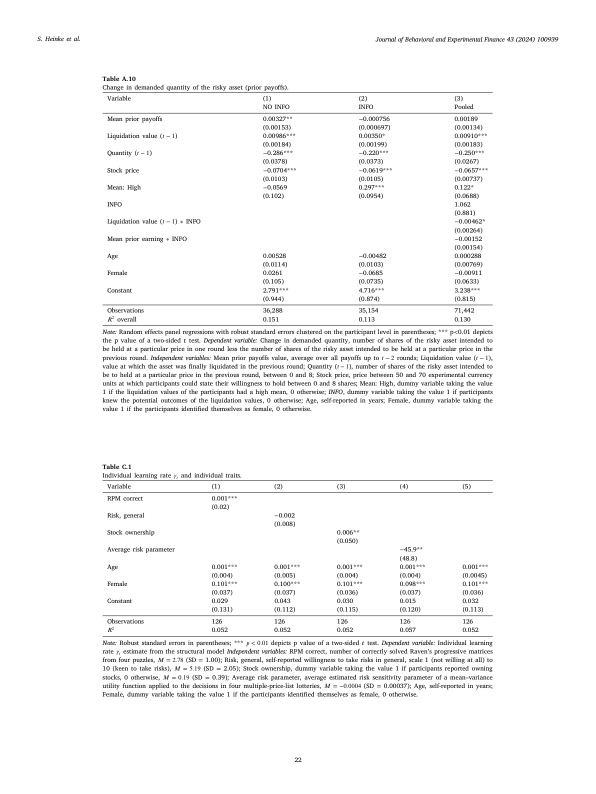 S. Heinke et al.
Journal of Behavioral and Experimental Finance 43 (2024) 100939
Table A.10
Change in demanded quantity of the risky asset (prior payoffs).
Variable (1) (2) (3)
NO INFO INFO Pooled
Mean prior payoffs 0.00327** −0.000756 0.00189
(0.00153) (0.000697) (0.00134)
Liquidation value (t − 1) 0.00986*** 0.00350* 0.00910***
(0.00184) (0.00199) (0.00183)
Quantity (t − 1) −0.286*** −0.220*** −0.250***
(0.0378) (0.0373) (0.0267)
Stock price −0.0704*** −0.0619*** −0.0657***
(0.0103) (0.0105) (0.00737)
Mean: High −0.0569 0.297*** 0.122*
(0.102) (0.0954) (0.0688)
INFO 1.062
(0.881)
Liquidation value (t − 1) * INFO −0.00462*
(0.00264)
Mean prior earning * INFO −0.00152
(0.00154)
Age 0.00528 −0.00482 0.000288
(0.0114) (0.0103) (0.00769)
Female 0.0261 −0.0685 −0.00911
(0.105) (0.0735) (0.0633)
Constant 2.791*** 4.716*** 3.238***
(0.944) (0.874) (0.815)
Observations 36,288 35,154 71,442
R² overall 0.151 0.113 0.130
Note: Random effects panel regressions with robust standard errors clustered on the participant level in parentheses; *** p<0.01 depicts
the p value of a two-sided t test. Dependent variable: Change in demanded quantity, number of shares of the risky asset intended to
be held at a particular price in one round less the number of shares of the risky asset intended to be held at a particular price in the
previous round. Independent variables: Mean prior payoffs value, average over all payoffs up to t − 2 rounds; Liquidation value (t − 1),
value at which the asset was finally liquidated in the previous round; Quantity (t − 1), number of shares of the risky asset intended to
be to held at a particular price in the previous round, between 0 and 8; Stock price, price between 50 and 70 experimental currency
units at which participants could state their willingness to hold between 0 and 8 shares; Mean: High, dummy variable taking the value
1 if the liquidation values of the participants had a high mean, 0 otherwise; INFO, dummy variable taking the value 1 if participants
knew the potential outcomes of the liquidation values, 0 otherwise; Age, self-reported in years; Female, dummy variable taking the
value 1 if the participants identified themselves as female, 0 otherwise.
Table C.1
Individual learning rate γᵢ and individual traits.
Variable (1) (2) (3) (4) (5)
RPM correct 0.001***
(0.02)
Risk, general −0.002
(0.008)
Stock ownership 0.006**
(0.050)
Average risk parameter −45.9**
(48.8)
Age 0.001*** 0.001*** 0.001*** 0.001*** 0.001***
(0.004) (0.005) (0.004) (0.004) (0.0045)
Female 0.101*** 0.100*** 0.101*** 0.098*** 0.101***
(0.037) (0.037) (0.036) (0.037) (0.036)
Constant 0.029 0.043 0.030 0.015 0.032
(0.131) (0.112) (0.115) (0.120) (0.113)
Observations 126 126 126 126 126
R² 0.052 0.052 0.052 0.057 0.052
Note: Robust standard errors in parentheses; *** p < 0.01 depicts p value of a two-sided t test. Dependent variable: Individual learning
rate γᵢ, estimate from the structural model Independent variables: RPM correct, number of correctly solved Raven's progressive matrices
from four puzzles, M = 2.78 (SD = 1.00); Risk, general, self-reported willingness to take risks in general, scale 1 (not willing at all) to
10 (keen to take risks), M = 5.19 (SD = 2.05); Stock ownership, dummy variable taking the value 1 if participants reported owning
stocks, 0 otherwise, M = 0.19 (SD = 0.39); Average risk parameter, average estimated risk sensitivity parameter of a mean–variance
utility function applied to the decisions in four multiple-price-list lotteries, M = −0.0004 (SD = 0.00037); Age, self-reported in years;
Female, dummy variable taking the value 1 if the participants identified themselves as female, 0 otherwise.
22